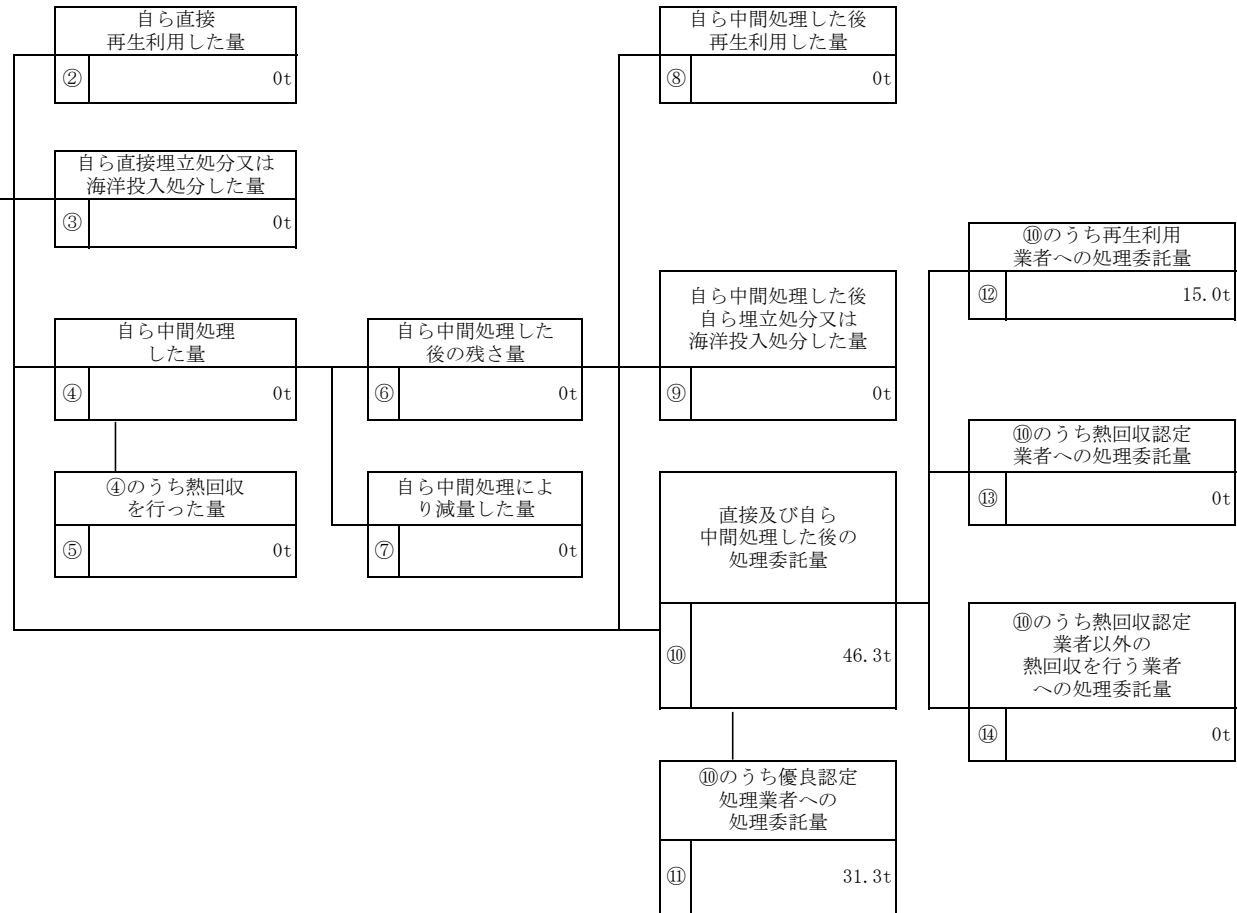 自ら直接
再生利用した量
② 0t
自ら中間処理した後
再生利用した量
⑧ 0t
自ら直接埋立処分又は
海洋投入処分した量
③ 0t
⑩のうち再生利用
業者への処理委託量
⑫ 15.0t
自ら中間処理
した量
④ 0t
自ら中間処理した
後の残さ量
⑥ 0t
自ら中間処理した後
自ら埋立処分又は
海洋投入処分した量
⑨ 0t
⑩のうち熱回収認定
業者への処理委託量
⑬ 0t
④のうち熱回収
を行った量
⑤ 0t
自ら中間処理によ
り減量した量
⑦ 0t
直接及び自ら
中間処理した後の
処理委託量
⑩ 46.3t
⑩のうち熱回収認定
業者以外の
熱回収を行う業者
への処理委託量
⑭ 0t
⑩のうち優良認定
処理業者への
処理委託量
⑪ 31.3t